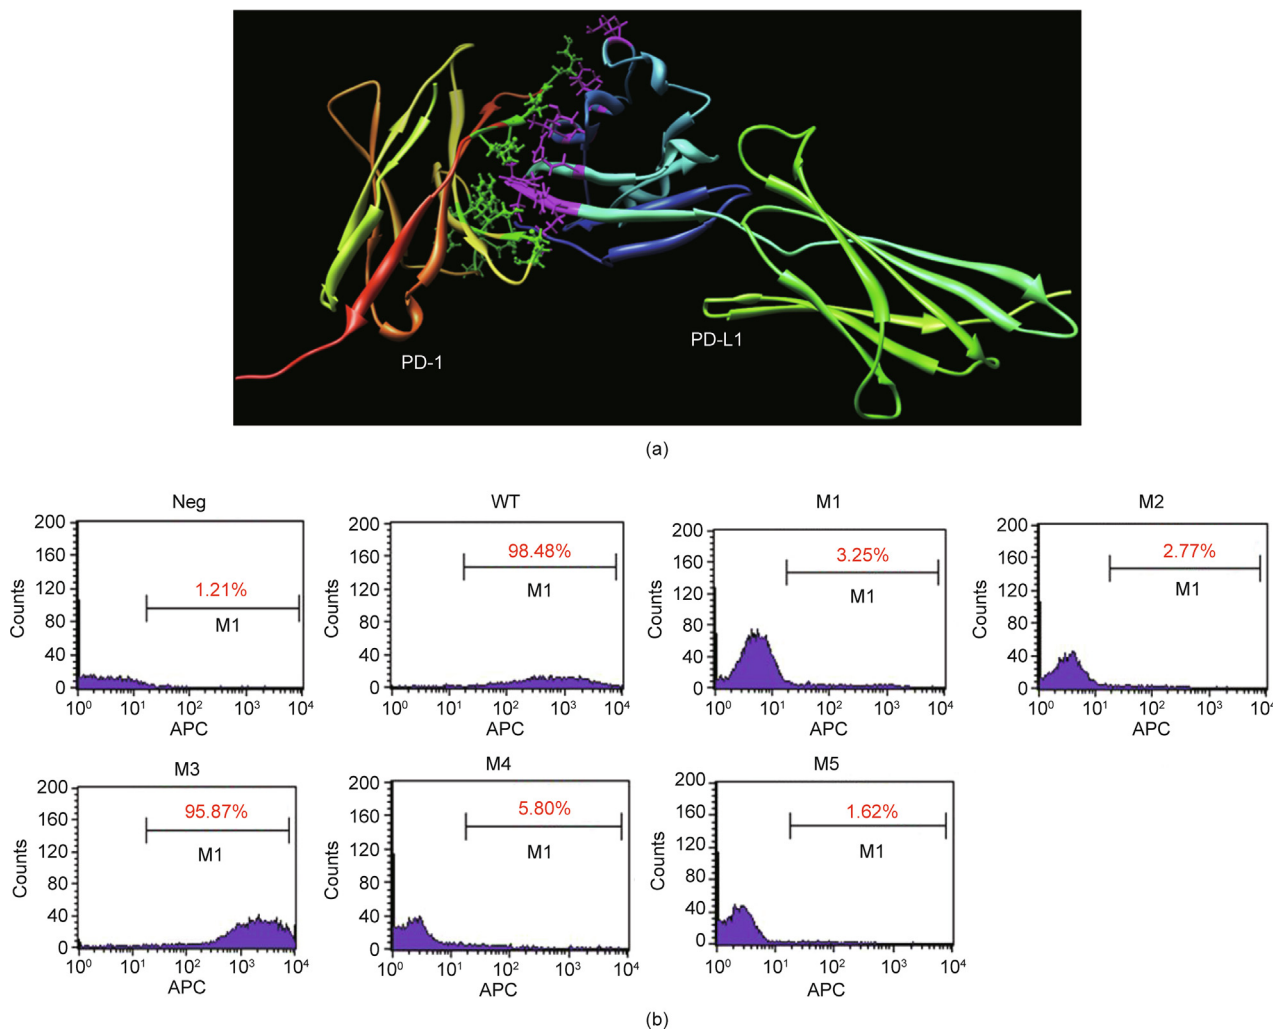 PD-1
PD-L1
(a)
Neg
200
160
120
80
40
0
Counts
1.21%
M1
10⁰ 10¹ 10² 10³ 10⁴
APC
WT
200
160
120
80
40
0
Counts
98.48%
M1
10⁰ 10¹ 10² 10³ 10⁴
APC
M1
200
160
120
80
40
0
Counts
3.25%
M1
10⁰ 10¹ 10² 10³ 10⁴
APC
M2
200
160
120
80
40
0
Counts
2.77%
M1
10⁰ 10¹ 10² 10³ 10⁴
APC
M3
200
160
120
80
40
0
Counts
95.87%
M1
10⁰ 10¹ 10² 10³ 10⁴
APC
M4
200
160
120
80
40
0
Counts
5.80%
M1
10⁰ 10¹ 10² 10³ 10⁴
APC
M5
200
160
120
80
40
0
Counts
1.62%
M1
10⁰ 10¹ 10² 10³ 10⁴
APC
(b)